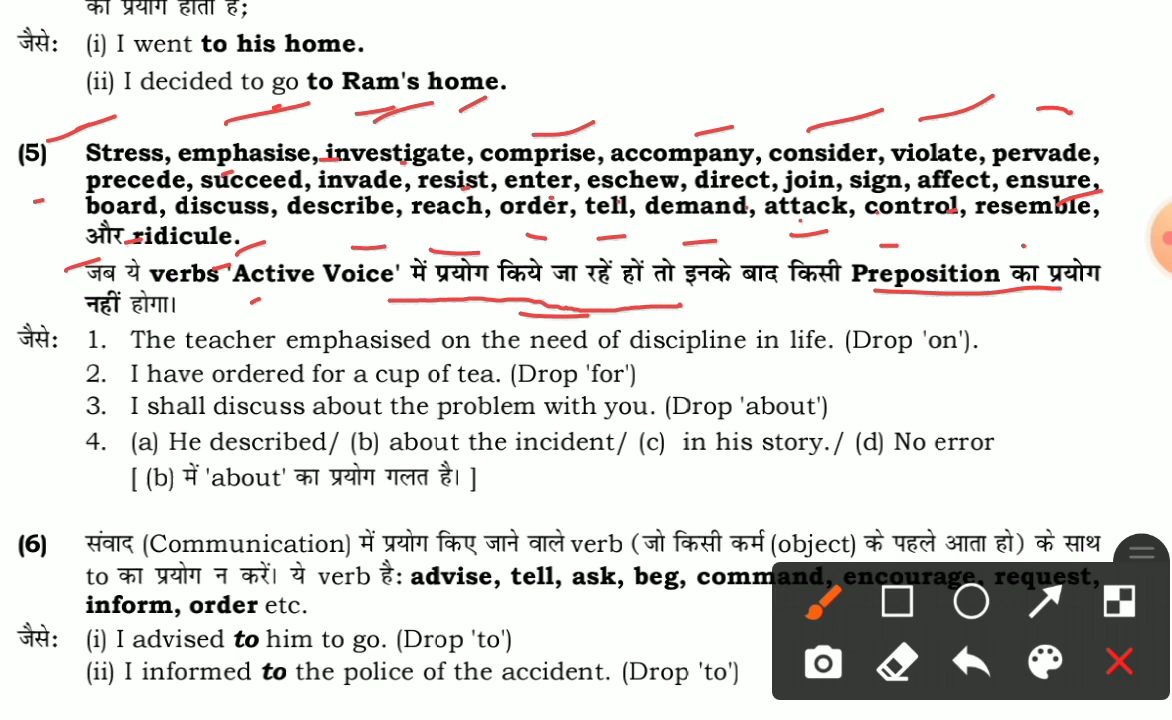 का प्रयोग होता है;
जैसे: (i) I went to his home.
(ii) I decided to go to Ram's home.
(5) Stress, emphasise, investigate, comprise, accompany, consider, violate, pervade,
precede, succeed, invade, resist, enter, eschew, direct, join, sign, affect, ensure,
board, discuss, describe, reach, order, tell, demand, attack, control, resemble,
और ridicule.
जब ये verbs 'Active Voice' में प्रयोग किये जा रहें हों तो इनके बाद किसी Preposition का प्रयोग
नहीं होगा।
जैसे: 1. The teacher emphasised on the need of discipline in life. (Drop 'on').
2. I have ordered for a cup of tea. (Drop 'for')
3. I shall discuss about the problem with you. (Drop 'about')
4. (a) He described/ (b) about the incident/ (c) in his story./ (d) No error
[ (b) में 'about' का प्रयोग गलत है। ]
(6) संवाद (Communication) में प्रयोग किए जाने वाले verb (जो किसी कर्म (object) के पहले आता हो) के साथ
to का प्रयोग न करें। ये verb है: advise, tell, ask, beg, command, encourage, request,
inform, order etc.
जैसे: (i) I advised to him to go. (Drop 'to')
(ii) I informed to the police of the accident. (Drop 'to')